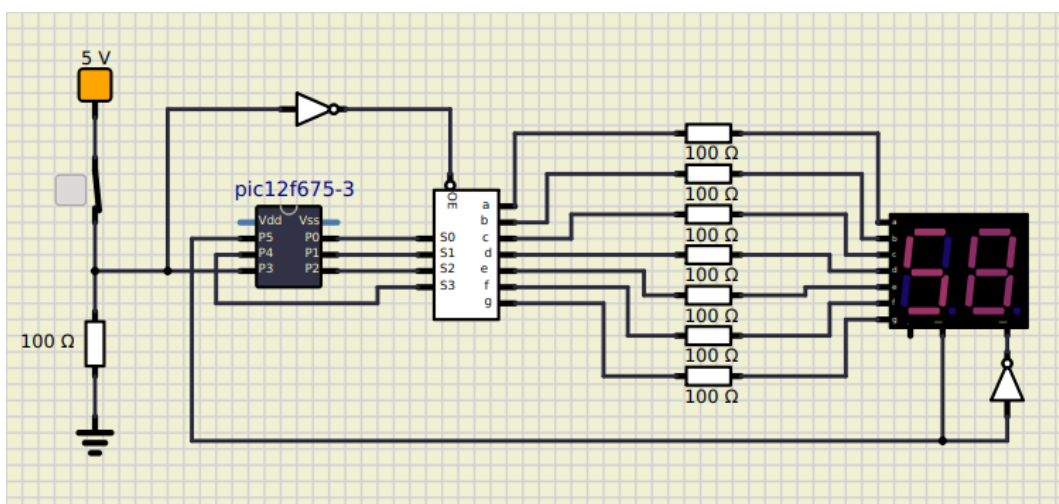 5 V
pic12f675-3
Vdd Vss
P5 P0
P4 P1
P3 P2
OE
S0
S1
S2
S3
a
b
c
d
e
f
g
100 Ω
100 Ω
100 Ω
100 Ω
100 Ω
100 Ω
100 Ω
100 Ω
a
b
c
d
e
f
g
58